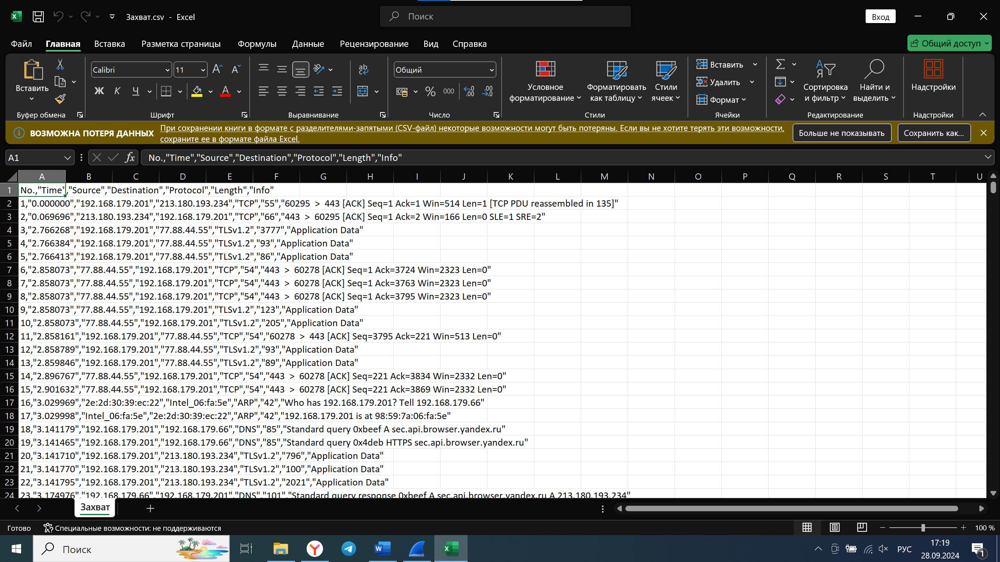 Захват.csv - Excel
Поиск
Вход
Файл Главная Вставка Разметка страницы Формулы Данные Рецензирование Вид Справка
Общий доступ
Вставить
Буфер обмена
Calibri 11
Ж К Ч
Шрифт
Выравнивание
Общий
Число
Условное форматирование
Форматировать как таблицу
Стили ячеек
Стили
Вставить
Удалить
Формат
Ячейки
Сортировка и фильтр
Найти и выделить
Редактирование
Надстройки
Надстройки
ВОЗМОЖНА ПОТЕРЯ ДАННЫХ При сохранении книги в формате с разделителями-запятыми (CSV-файл) некоторые возможности могут быть потеряны. Если вы не хотите терять эти возможности,
сохраните ее в формате файла Excel.
Больше не показывать
Сохранить как...
A1
fx
No.,"Time","Source","Destination","Protocol","Length","Info"
A B C D E F G H I J K L M N O P Q R S T U
1 No.,"Time","Source","Destination","Protocol","Length","Info"
2 1,"0.000000","192.168.179.201","213.180.193.234","TCP","55","60295 > 443 [ACK] Seq=1 Ack=1 Win=514 Len=1 [TCP PDU reassembled in 135]"
3 2,"0.069696","213.180.193.234","192.168.179.201","TCP","66","443 > 60295 [ACK] Seq=1 Ack=2 Win=166 Len=0 SLE=1 SRE=2"
4 3,"2.766268","192.168.179.201","77.88.44.55","TLSv1.2","3777","Application Data"
5 4,"2.766384","192.168.179.201","77.88.44.55","TLSv1.2","93","Application Data"
6 5,"2.766413","192.168.179.201","77.88.44.55","TLSv1.2","86","Application Data"
7 6,"2.858073","77.88.44.55","192.168.179.201","TCP","54","443 > 60278 [ACK] Seq=1 Ack=3724 Win=2323 Len=0"
8 7,"2.858073","77.88.44.55","192.168.179.201","TCP","54","443 > 60278 [ACK] Seq=1 Ack=3763 Win=2323 Len=0"
9 8,"2.858073","77.88.44.55","192.168.179.201","TCP","54","443 > 60278 [ACK] Seq=1 Ack=3795 Win=2323 Len=0"
10 9,"2.858073","77.88.44.55","192.168.179.201","TLSv1.2","123","Application Data"
11 10,"2.858073","77.88.44.55","192.168.179.201","TLSv1.2","205","Application Data"
12 11,"2.858161","192.168.179.201","77.88.44.55","TCP","54","60278 > 443 [ACK] Seq=3795 Ack=221 Win=513 Len=0"
13 12,"2.858789","192.168.179.201","77.88.44.55","TLSv1.2","93","Application Data"
14 13,"2.859846","192.168.179.201","77.88.44.55","TLSv1.2","89","Application Data"
15 14,"2.896767","77.88.44.55","192.168.179.201","TCP","54","443 > 60278 [ACK] Seq=221 Ack=3834 Win=2332 Len=0"
16 15,"2.901632","77.88.44.55","192.168.179.201","TCP","54","443 > 60278 [ACK] Seq=221 Ack=3869 Win=2332 Len=0"
17 16,"3.029969","2e:2d:30:39:ec:22","Intel_06:fa:5e","ARP","42","Who has 192.168.179.201? Tell 192.168.179.66"
18 17,"3.029998","Intel_06:fa:5e","2e:2d:30:39:ec:22","ARP","42","192.168.179.201 is at 98:59:7a:06:fa:5e"
19 18,"3.141179","192.168.179.201","192.168.179.66","DNS","85","Standard query 0xbeef A sec.api.browser.yandex.ru"
20 19,"3.141465","192.168.179.201","192.168.179.66","DNS","85","Standard query 0x4deb HTTPS sec.api.browser.yandex.ru"
21 20,"3.141710","192.168.179.201","213.180.193.234","TLSv1.2","796","Application Data"
22 21,"3.141770","192.168.179.201","213.180.193.234","TLSv1.2","100","Application Data"
23 22,"3.141795","192.168.179.201","213.180.193.234","TLSv1.2","2021","Application Data"
24 23,"3.174976","192.168.179.66","192.168.179.201","DNS","101","Standard query response 0xbeef A sec.api.browser.yandex.ru A 213.180.193.234"
Захват
Готово Специальные возможности: не поддерживаются
100 %
Поиск
РУС
17:19
28.09.2024
1